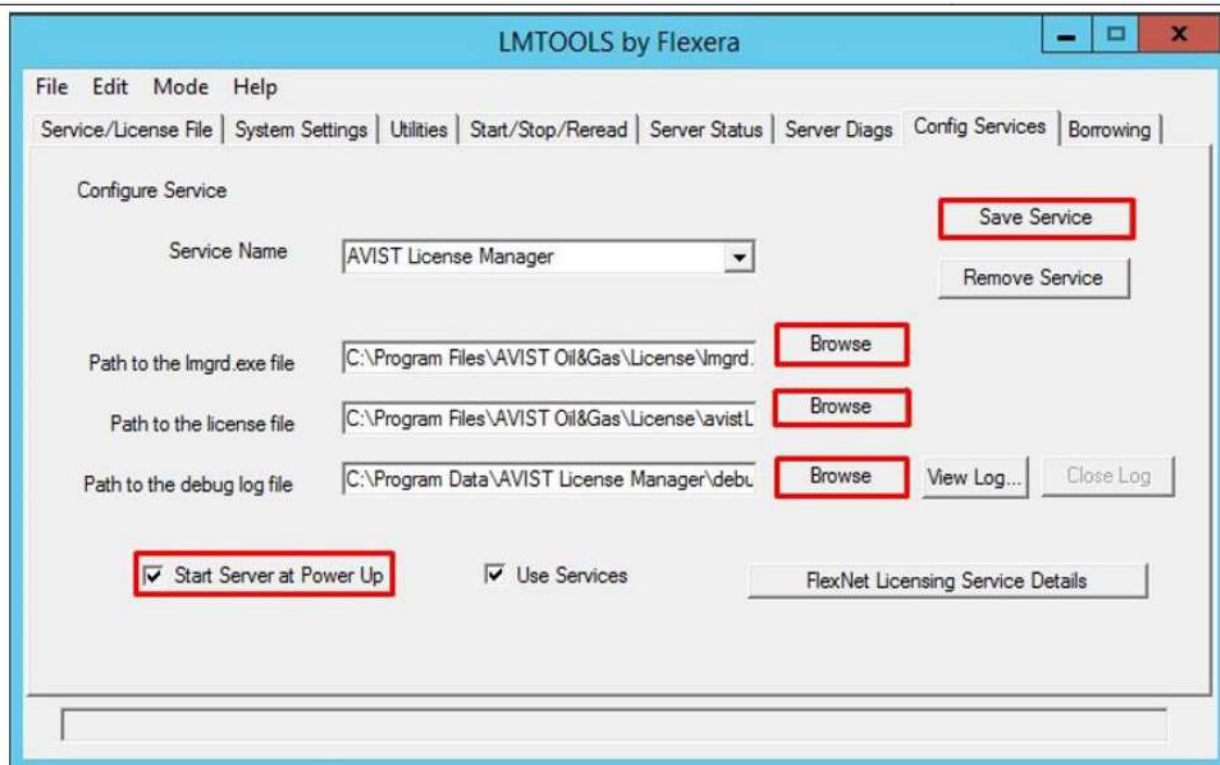 LMTOOLS by Flexera
File Edit Mode Help
Service/License File System Settings Utilities Start/Stop/Reread Server Status Server Diags Config Services Borrowing
Configure Service
Save Service
Service Name AVIST License Manager
Remove Service
Path to the lmgrd.exe file C:\Program Files\AVIST Oil&Gas\License\lmgrd. Browse
Path to the license file C:\Program Files\AVIST Oil&Gas\License\avistL Browse
Path to the debug log file C:\Program Data\AVIST License Manager\debu Browse View Log... Close Log
Start Server at Power Up Use Services FlexNet Licensing Service Details